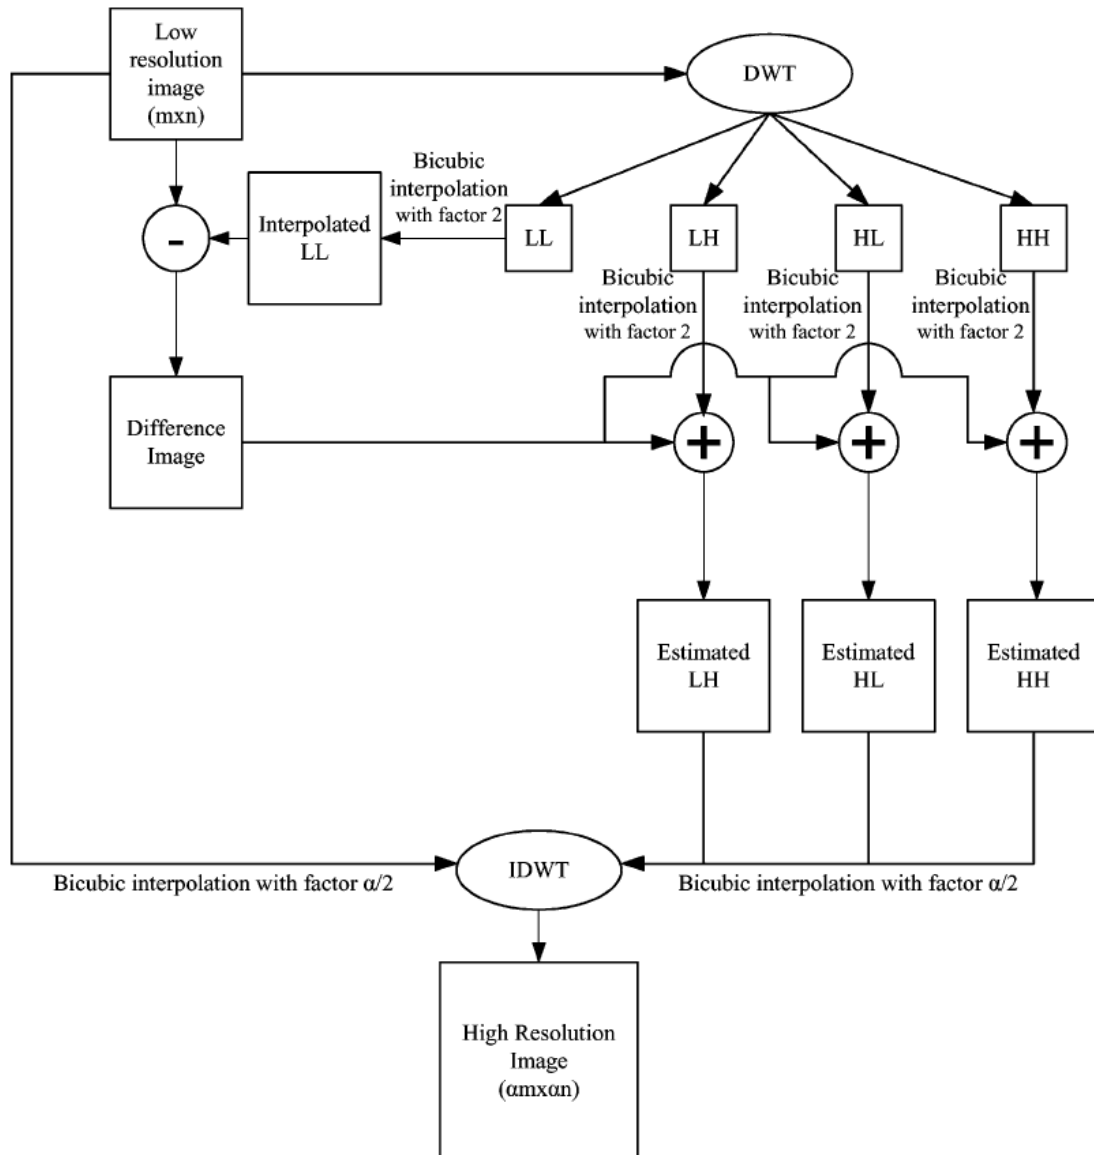 Low
resolution
image
(mxn)
DWT
Bicubic
interpolation
with factor 2
Interpolated
LL
-
LL
LH
HL
HH
Bicubic
interpolation
with factor 2
Bicubic
interpolation
with factor 2
Bicubic
interpolation
with factor 2
Difference
Image
+
+
+
Estimated
LH
Estimated
HL
Estimated
HH
IDWT
Bicubic interpolation with factor α/2
Bicubic interpolation with factor α/2
High Resolution
Image
(αmxαn)